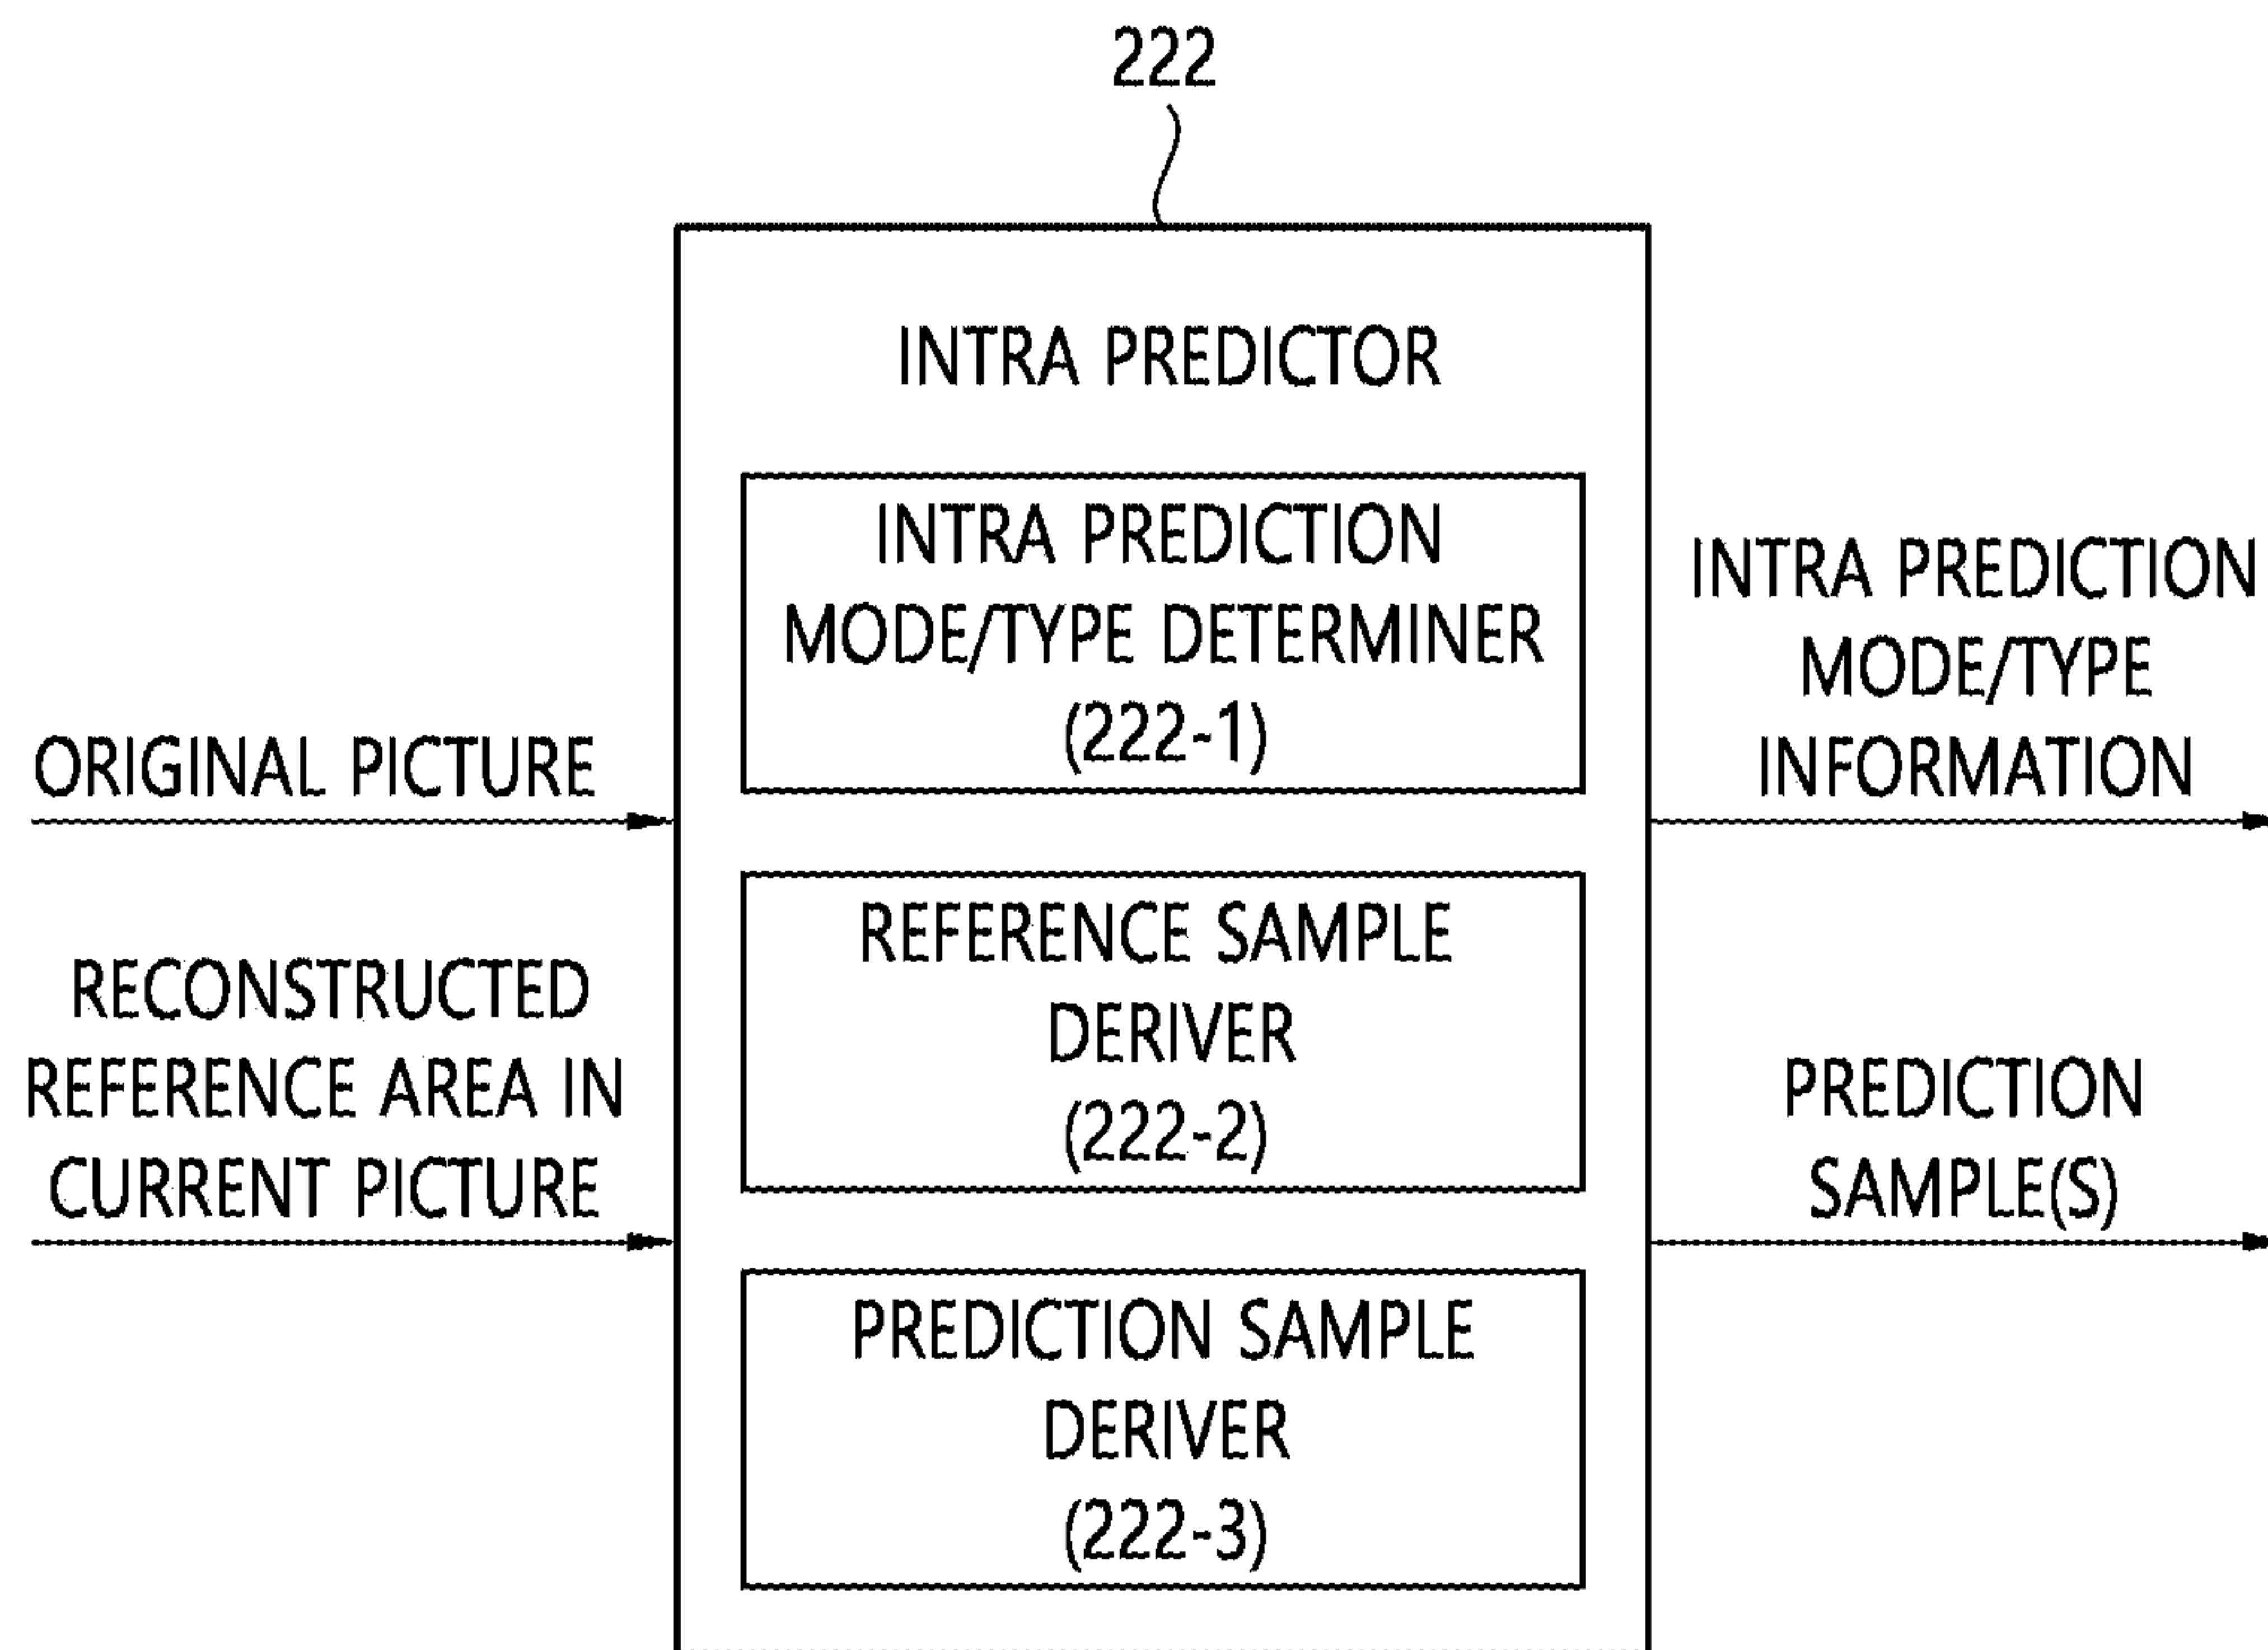 222
INTRA PREDICTOR
INTRA PREDICTION
MODE/TYPE DETERMINER
(222-1)
REFERENCE SAMPLE
DERIVER
(222-2)
PREDICTION SAMPLE
DERIVER
(222-3)
ORIGINAL PICTURE
RECONSTRUCTED
REFERENCE AREA IN
CURRENT PICTURE
INTRA PREDICTION
MODE/TYPE
INFORMATION
PREDICTION
SAMPLE(S)